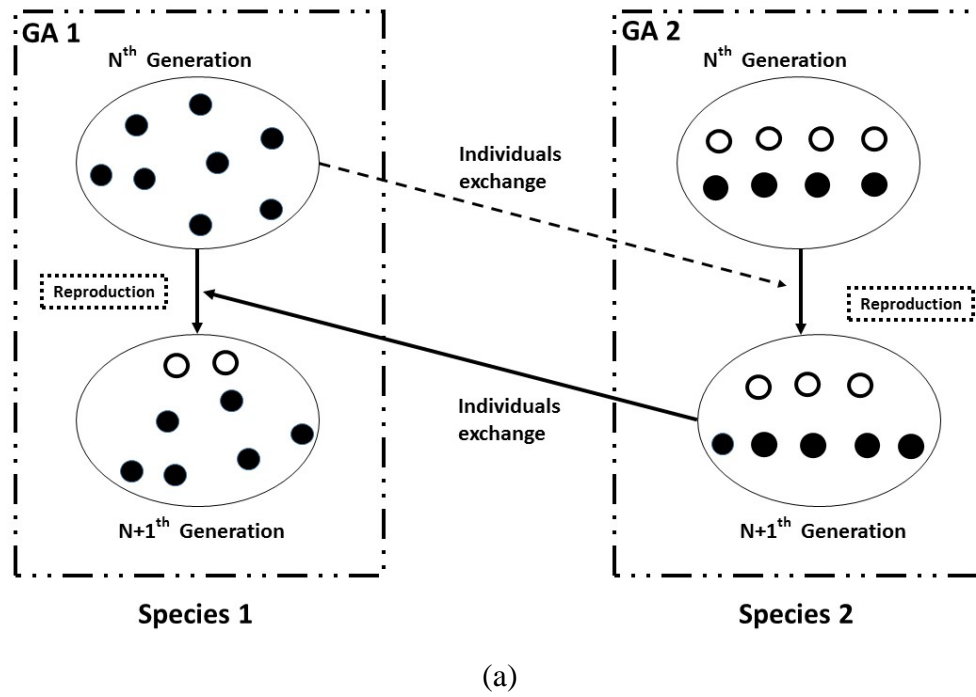 GA 1
Nth Generation
Reproduction
N+1th Generation
Species 1
Individuals
exchange
Individuals
exchange
GA 2
Nth Generation
Reproduction
N+1th Generation
Species 2
(a)